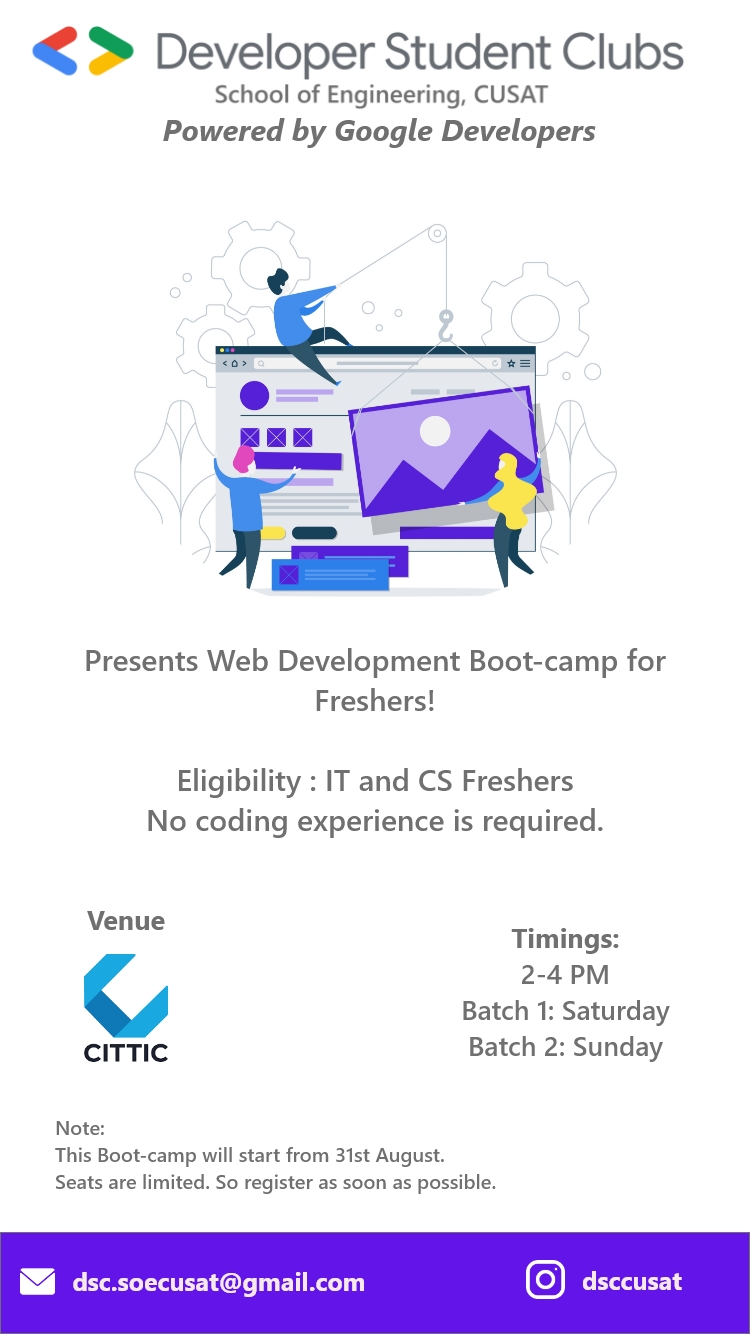 Developer Student Clubs
School of Engineering, CUSAT
Powered by Google Developers
Presents Web Development Boot-camp for
Freshers!
Eligibility : IT and CS Freshers
No coding experience is required.
Venue
CITTIC
Timings:
2-4 PM
Batch 1: Saturday
Batch 2: Sunday
Note:
This Boot-camp will start from 31st August.
Seats are limited. So register as soon as possible.
dsc.soecusat@gmail.com
dsccusat